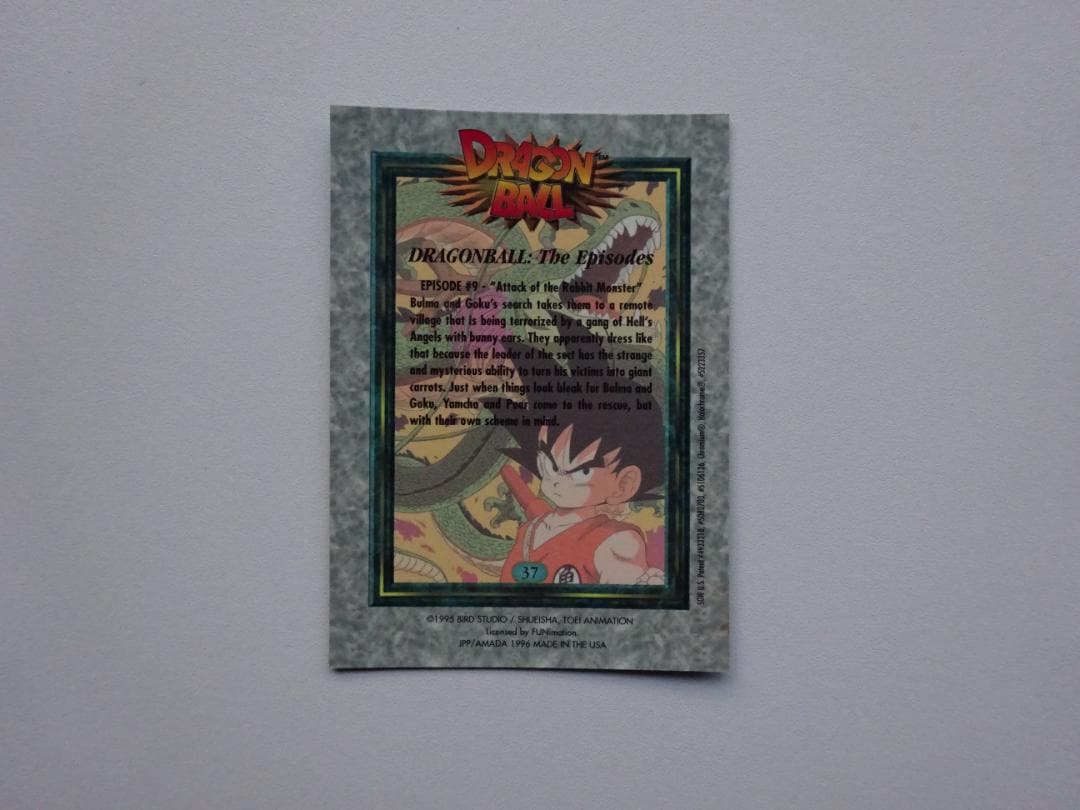 DRAGON
BALL
TM
DRAGONBALL: The Episodes
EPISODE #9 - "Attack of the Rabbit Monster"
Bulma and Goku's search takes them to a remote
village that is being terrorized by a gang of Hell's
Angels with bunny ears. They apparently dress like
that because the leader of the sect has the strange
and mysterious ability to turn his victims into giant
carrots. Just when things look bleak for Bulma and
Goku, Yamcha and Puar come to the rescue, but
with their own scheme in mind.
亀
37
©1995 BIRD STUDIO / SHUEISHA, TOEI ANIMATION
Licensed by FUNimation.
JPP/AMADA 1996 MADE IN THE USA
U.S. Patent #5106126, #5223357